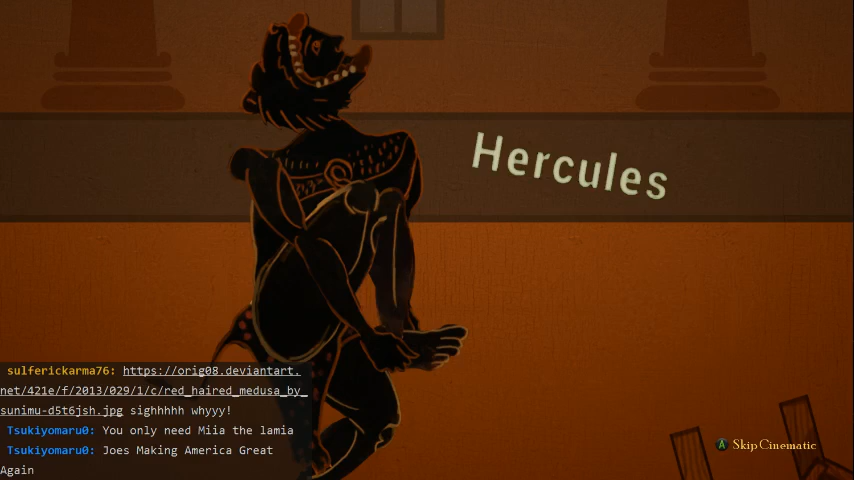 Hercules
sulferickarma76: https://orig08.deviantart.
net/421e/f/2013/029/1/c/red_haired_medusa_by_
sunimu-d5t6jsh.jpg sighhhhh whyyy!
Tsukiyomaru0: You only need Miia the lamia
Tsukiyomaru0: Joes Making America Great
Again
A Skip Cinematic